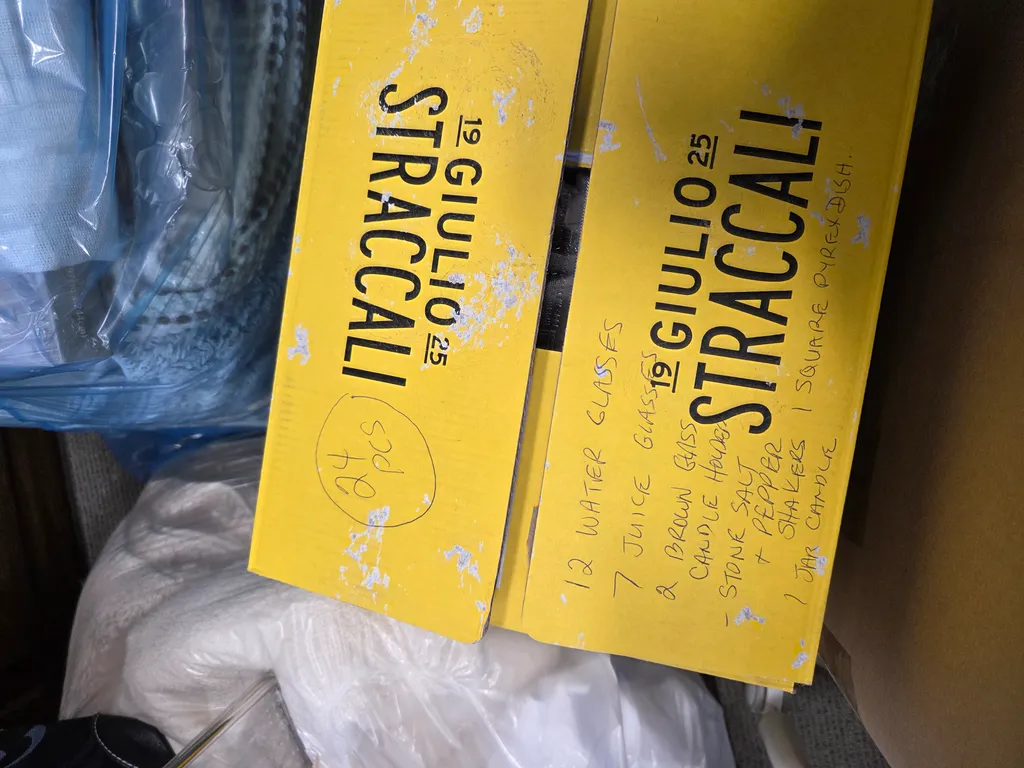 19 GIULIO 25
STRACCALI
24
pcs
19 GIULIO 25
STRACCALI
12 WATER GLASSES
7 JUICE GLASSES
2 BROWN GLASS
CANDLE HOLDER
- STONE SALT
+ PEPPER
SHAKERS
1 JAR CANDLE
1 SQUARE PYREX DISH.